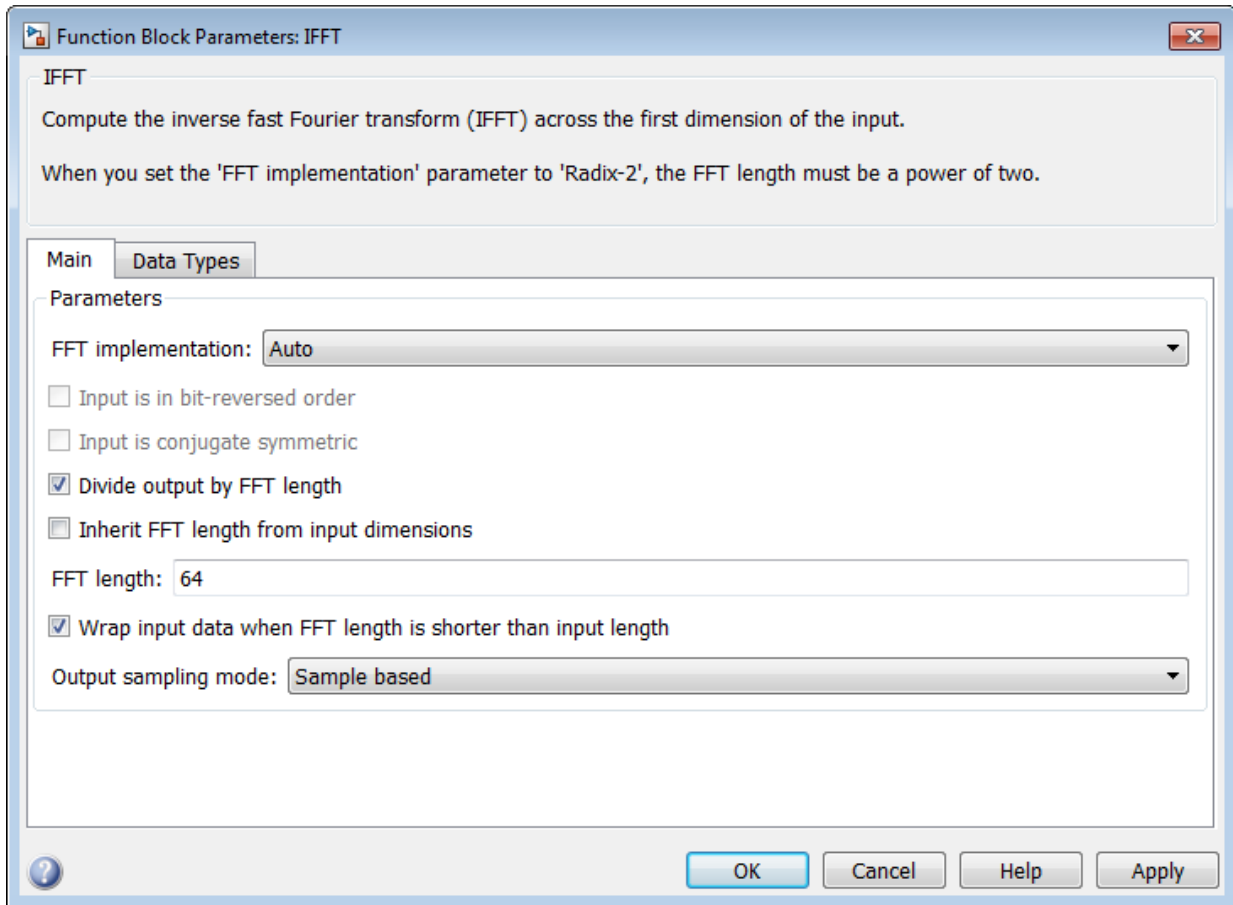 Function Block Parameters: IFFT
IFFT
Compute the inverse fast Fourier transform (IFFT) across the first dimension of the input.
When you set the 'FFT implementation' parameter to 'Radix-2', the FFT length must be a power of two.
Main Data Types
Parameters
FFT implementation: Auto
Input is in bit-reversed order
Input is conjugate symmetric
Divide output by FFT length
Inherit FFT length from input dimensions
FFT length: 64
Wrap input data when FFT length is shorter than input length
Output sampling mode: Sample based
? OK Cancel Help Apply